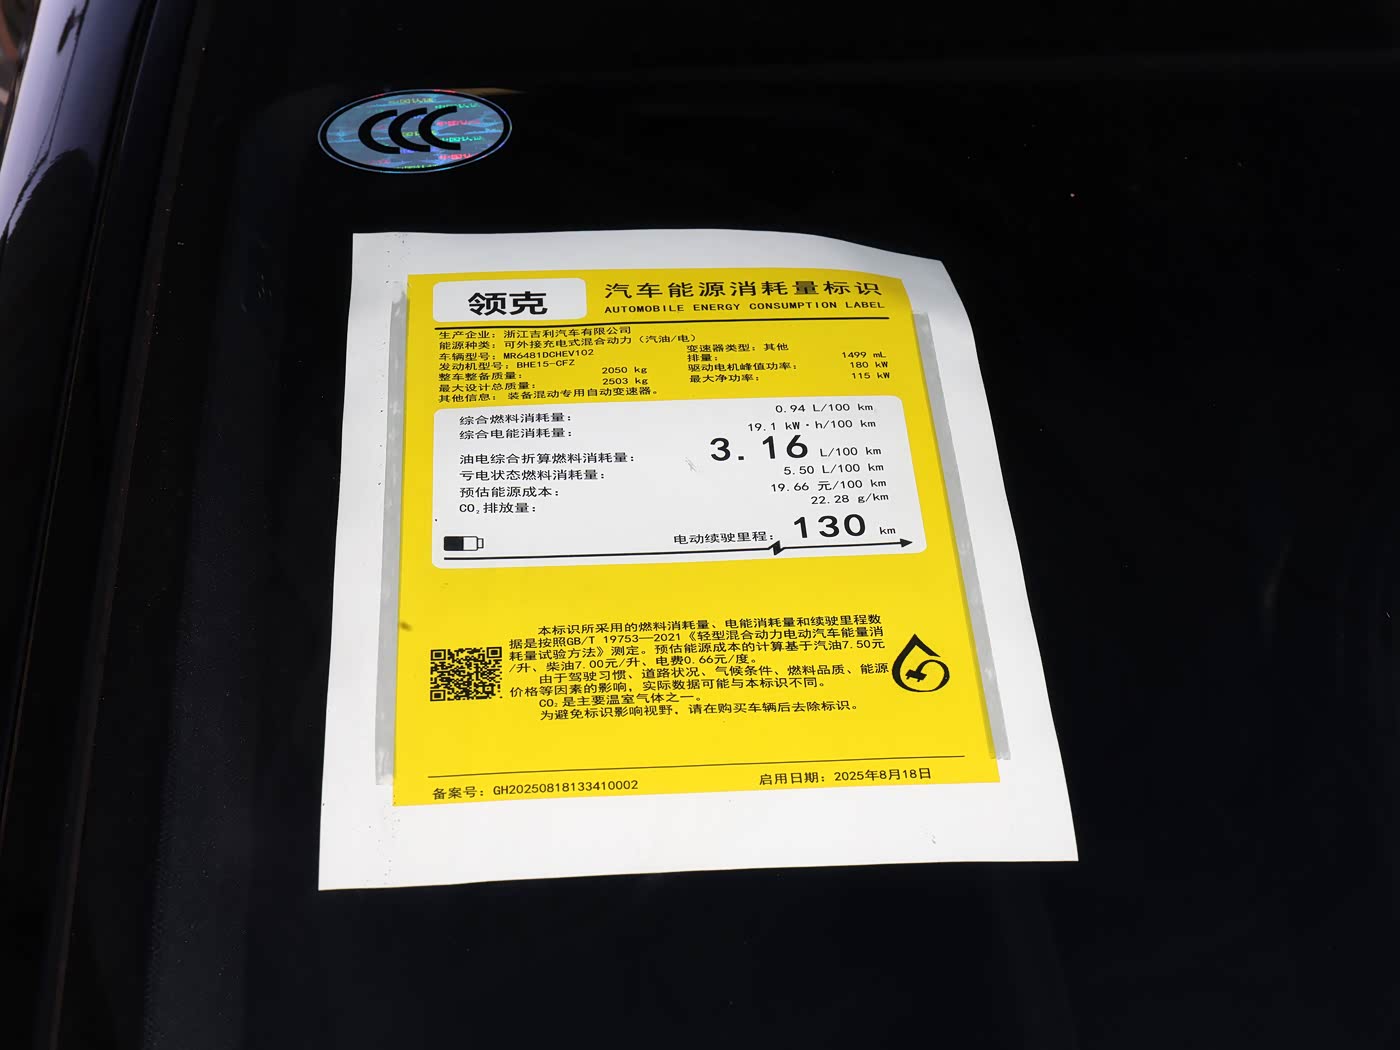 CCC
领克
汽车能源消耗量标识
AUTOMOBILE ENERGY CONSUMPTION LABEL
生产企业：浙江吉利汽车有限公司
能源种类：可外接充电式混合动力（汽油/电）
车辆型号：MR6481DCHEV102
变速器类型：其他
发动机型号：BHE15-CFZ
排量： 1499 mL
整车整备质量： 2050 kg
驱动电机峰值功率： 180 kW
最大设计总质量： 2503 kg
最大净功率： 115 kW
其他信息： 装备混动专用自动变速器。
综合燃料消耗量： 0.94 L/100 km
综合电能消耗量： 19.1 kW·h/100 km
油电综合折算燃料消耗量： 3.16 L/100 km
亏电状态燃料消耗量： 5.50 L/100 km
预估能源成本： 19.66 元/100 km
CO₂排放量： 22.28 g/km
电动续驶里程： 130 km
本标识所采用的燃料消耗量、电能消耗量和续驶里程数
据是按照GB/T 19753—2021《轻型混合动力电动汽车能量消
耗量试验方法》测定。预估能源成本的计算基于汽油7.50元
/升、柴油7.00元/升、电费0.66元/度。
由于驾驶习惯、道路状况、气候条件、燃料品质、能源
价格等因素的影响，实际数据可能与本标识不同。
CO₂是主要温室气体之一。
为避免标识影响视野，请在购买车辆后去除标识。
备案号：GH20250818133410002
启用日期：2025年8月18日